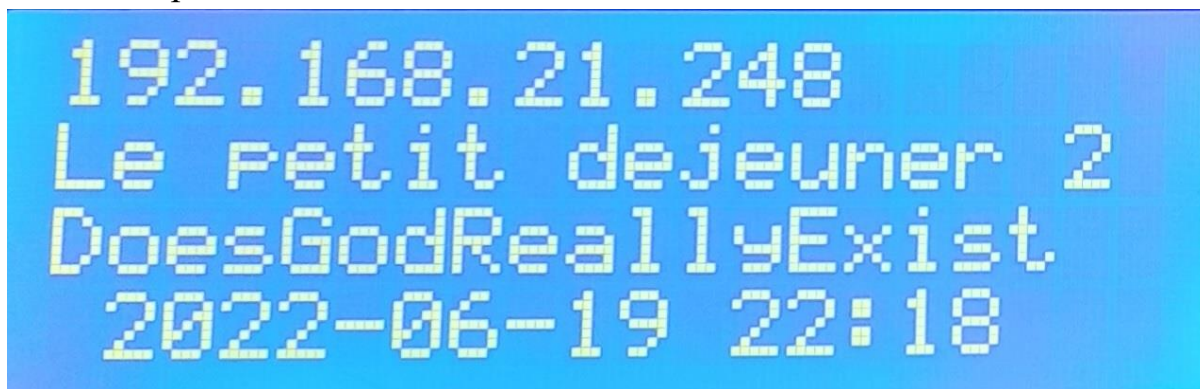 192.168.21.248
Le petit dejeuner 2
DoesGodReallyExist
2022-06-19 22:18